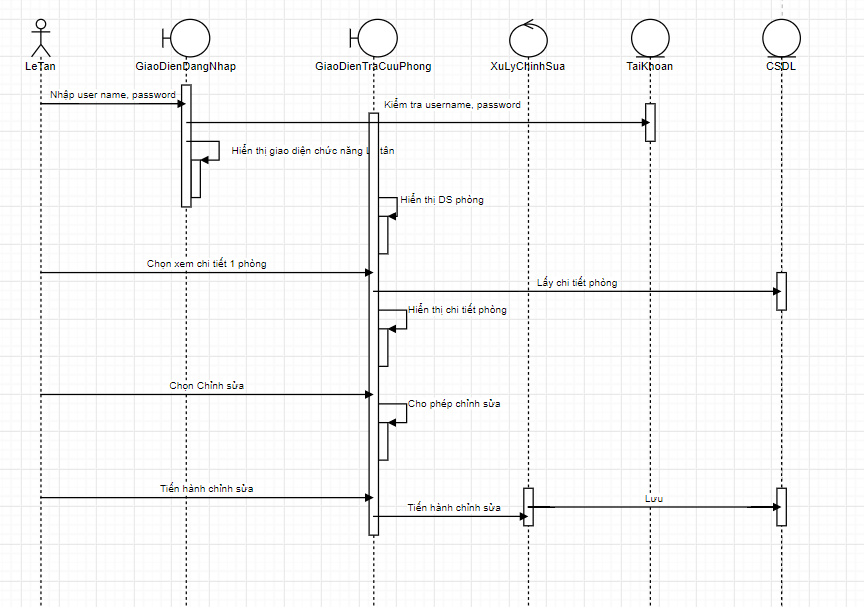 LeTan
GiaoDienDangNhap
GiaoDienTraCuuPhong
XuLyChinhSua
TaiKhoan
CSDL
Nhập user name, password
Kiểm tra username, password
Hiển thị giao diện chức năng Lễ tân
Hiển thị DS phòng
Chọn xem chi tiết 1 phòng
Lấy chi tiết phòng
Hiển thị chi tiết phòng
Chọn Chỉnh sửa
Cho phép chỉnh sửa
Tiến hành chỉnh sửa
Tiến hành chỉnh sửa
Lưu